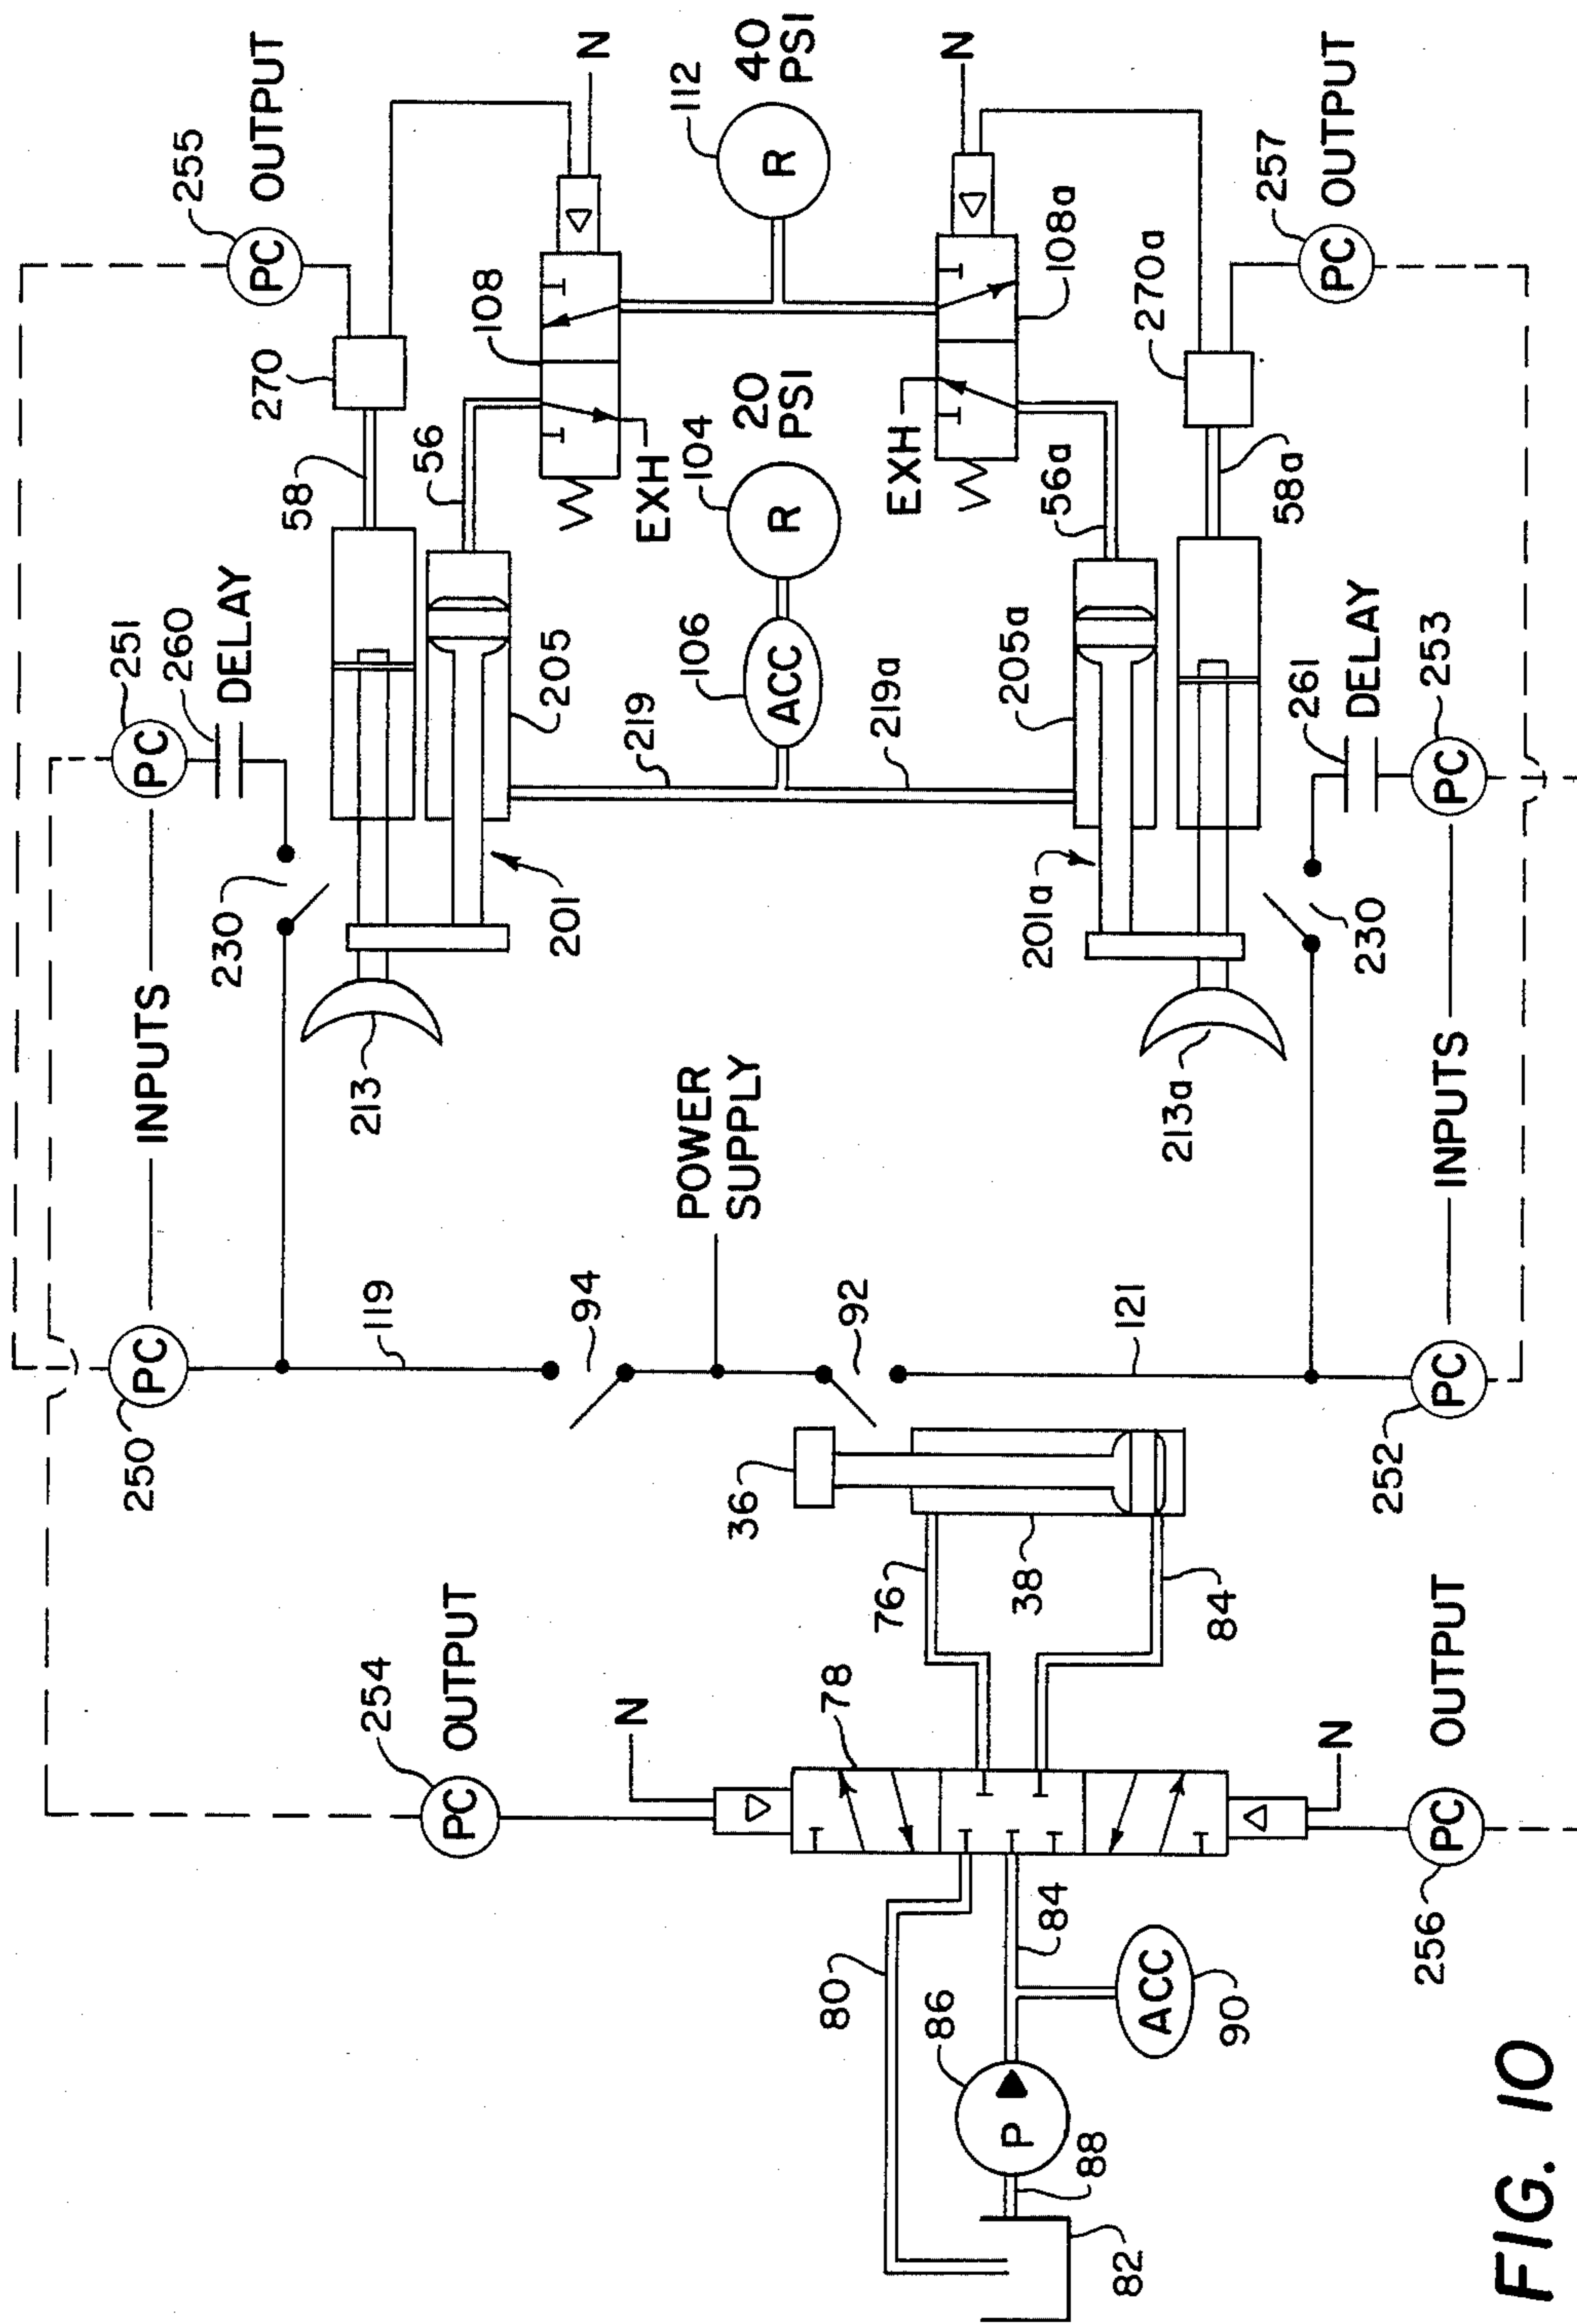 255
PC OUTPUT
270
58
251
PC
260
DELAY
INPUTS
230
56
108
N
EXH
112
R
40
PSI
205
201
213
219
106
ACC
104
R
20
PSI
219a
EXH
N
108a
205a
56a
270a
58a
257
PC OUTPUT
201a
213a
230
261
DELAY
253
PC
INPUTS
250
PC
119
94
POWER
SUPPLY
92
121
252
PC
36
76
38
84
254
PC OUTPUT
N
78
N
256
PC OUTPUT
80
86
P
84
ACC
90
88
82
FIG. 10